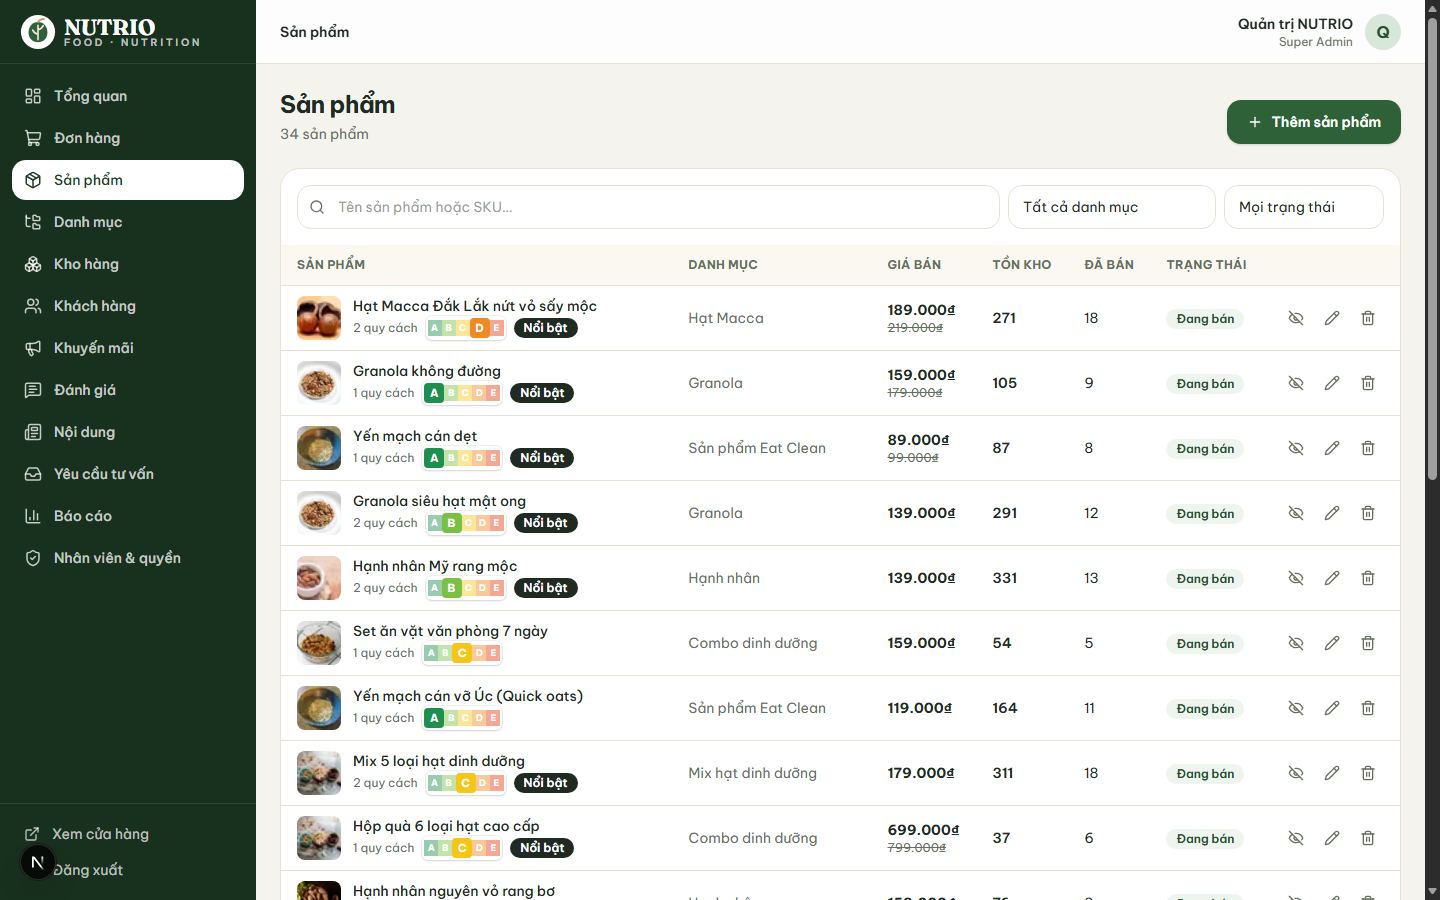 NUTRIO
FOOD · NUTRITION
Tổng quan
Đơn hàng
Sản phẩm
Danh mục
Kho hàng
Khách hàng
Khuyến mãi
Đánh giá
Nội dung
Yêu cầu tư vấn
Báo cáo
Nhân viên & quyền
Xem cửa hàng
Đăng xuất
N
Sản phẩm
Quản trị NUTRIO
Super Admin
Q
Sản phẩm
34 sản phẩm
Thêm sản phẩm
Tên sản phẩm hoặc SKU...
Tất cả danh mục
Mọi trạng thái
SẢN PHẨM DANH MỤC GIÁ BÁN TỒN KHO ĐÃ BÁN TRẠNG THÁI
Hạt Macca Đắk Lắk nứt vỏ sấy mộc
2 quy cách A B C D E Nổi bật
Hạt Macca
189.000₫
219.000₫
271 18 Đang bán
Granola không đường
1 quy cách A B C D E Nổi bật
Granola
159.000₫
179.000₫
105 9 Đang bán
Yến mạch cán dẹt
1 quy cách A B C D E Nổi bật
Sản phẩm Eat Clean
89.000₫
99.000₫
87 8 Đang bán
Granola siêu hạt mật ong
2 quy cách A B C D E Nổi bật
Granola 139.000₫ 291 12 Đang bán
Hạnh nhân Mỹ rang mộc
2 quy cách A B C D E Nổi bật
Hạnh nhân 139.000₫ 331 13 Đang bán
Set ăn vặt văn phòng 7 ngày
1 quy cách A B C D E
Combo dinh dưỡng 159.000₫ 54 5 Đang bán
Yến mạch cán vỡ Úc (Quick oats)
1 quy cách A B C D E
Sản phẩm Eat Clean 119.000₫ 164 11 Đang bán
Mix 5 loại hạt dinh dưỡng
2 quy cách A B C D E Nổi bật
Mix hạt dinh dưỡng 179.000₫ 311 18 Đang bán
Hộp quà 6 loại hạt cao cấp
1 quy cách A B C D E Nổi bật
Combo dinh dưỡng
699.000₫
799.000₫
37 6 Đang bán
Hạnh nhân nguyên vỏ rang bơ